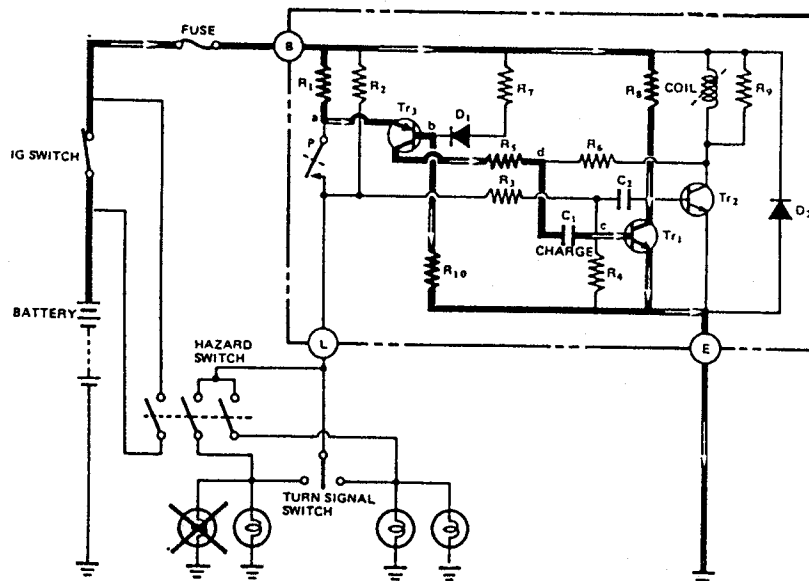 FUSE
B
R1
R2
Tr3
D1
R7
R8
COIL
R9
a
b
P
IG SWITCH
d
R5
R6
R3
C2
Tr2
D2
C1
c
CHARGE
Tr1
R4
R10
BATTERY
L
E
HAZARD
SWITCH
TURN SIGNAL
SWITCH